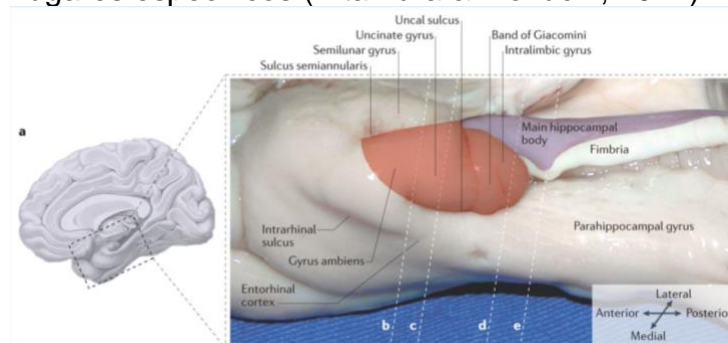 Uncal sulcus
Uncinate gyrus
Band of Giacomini
Semilunar gyrus
Intralimbic gyrus
Sulcus semiannularis
a
Main hippocampal
body
Fimbria
Intrarhinal
sulcus
Parahippocampal gyrus
Gyrus ambiens
Entorhinal
cortex
Lateral
Anterior
Posterio
Medial
b
c
d
e